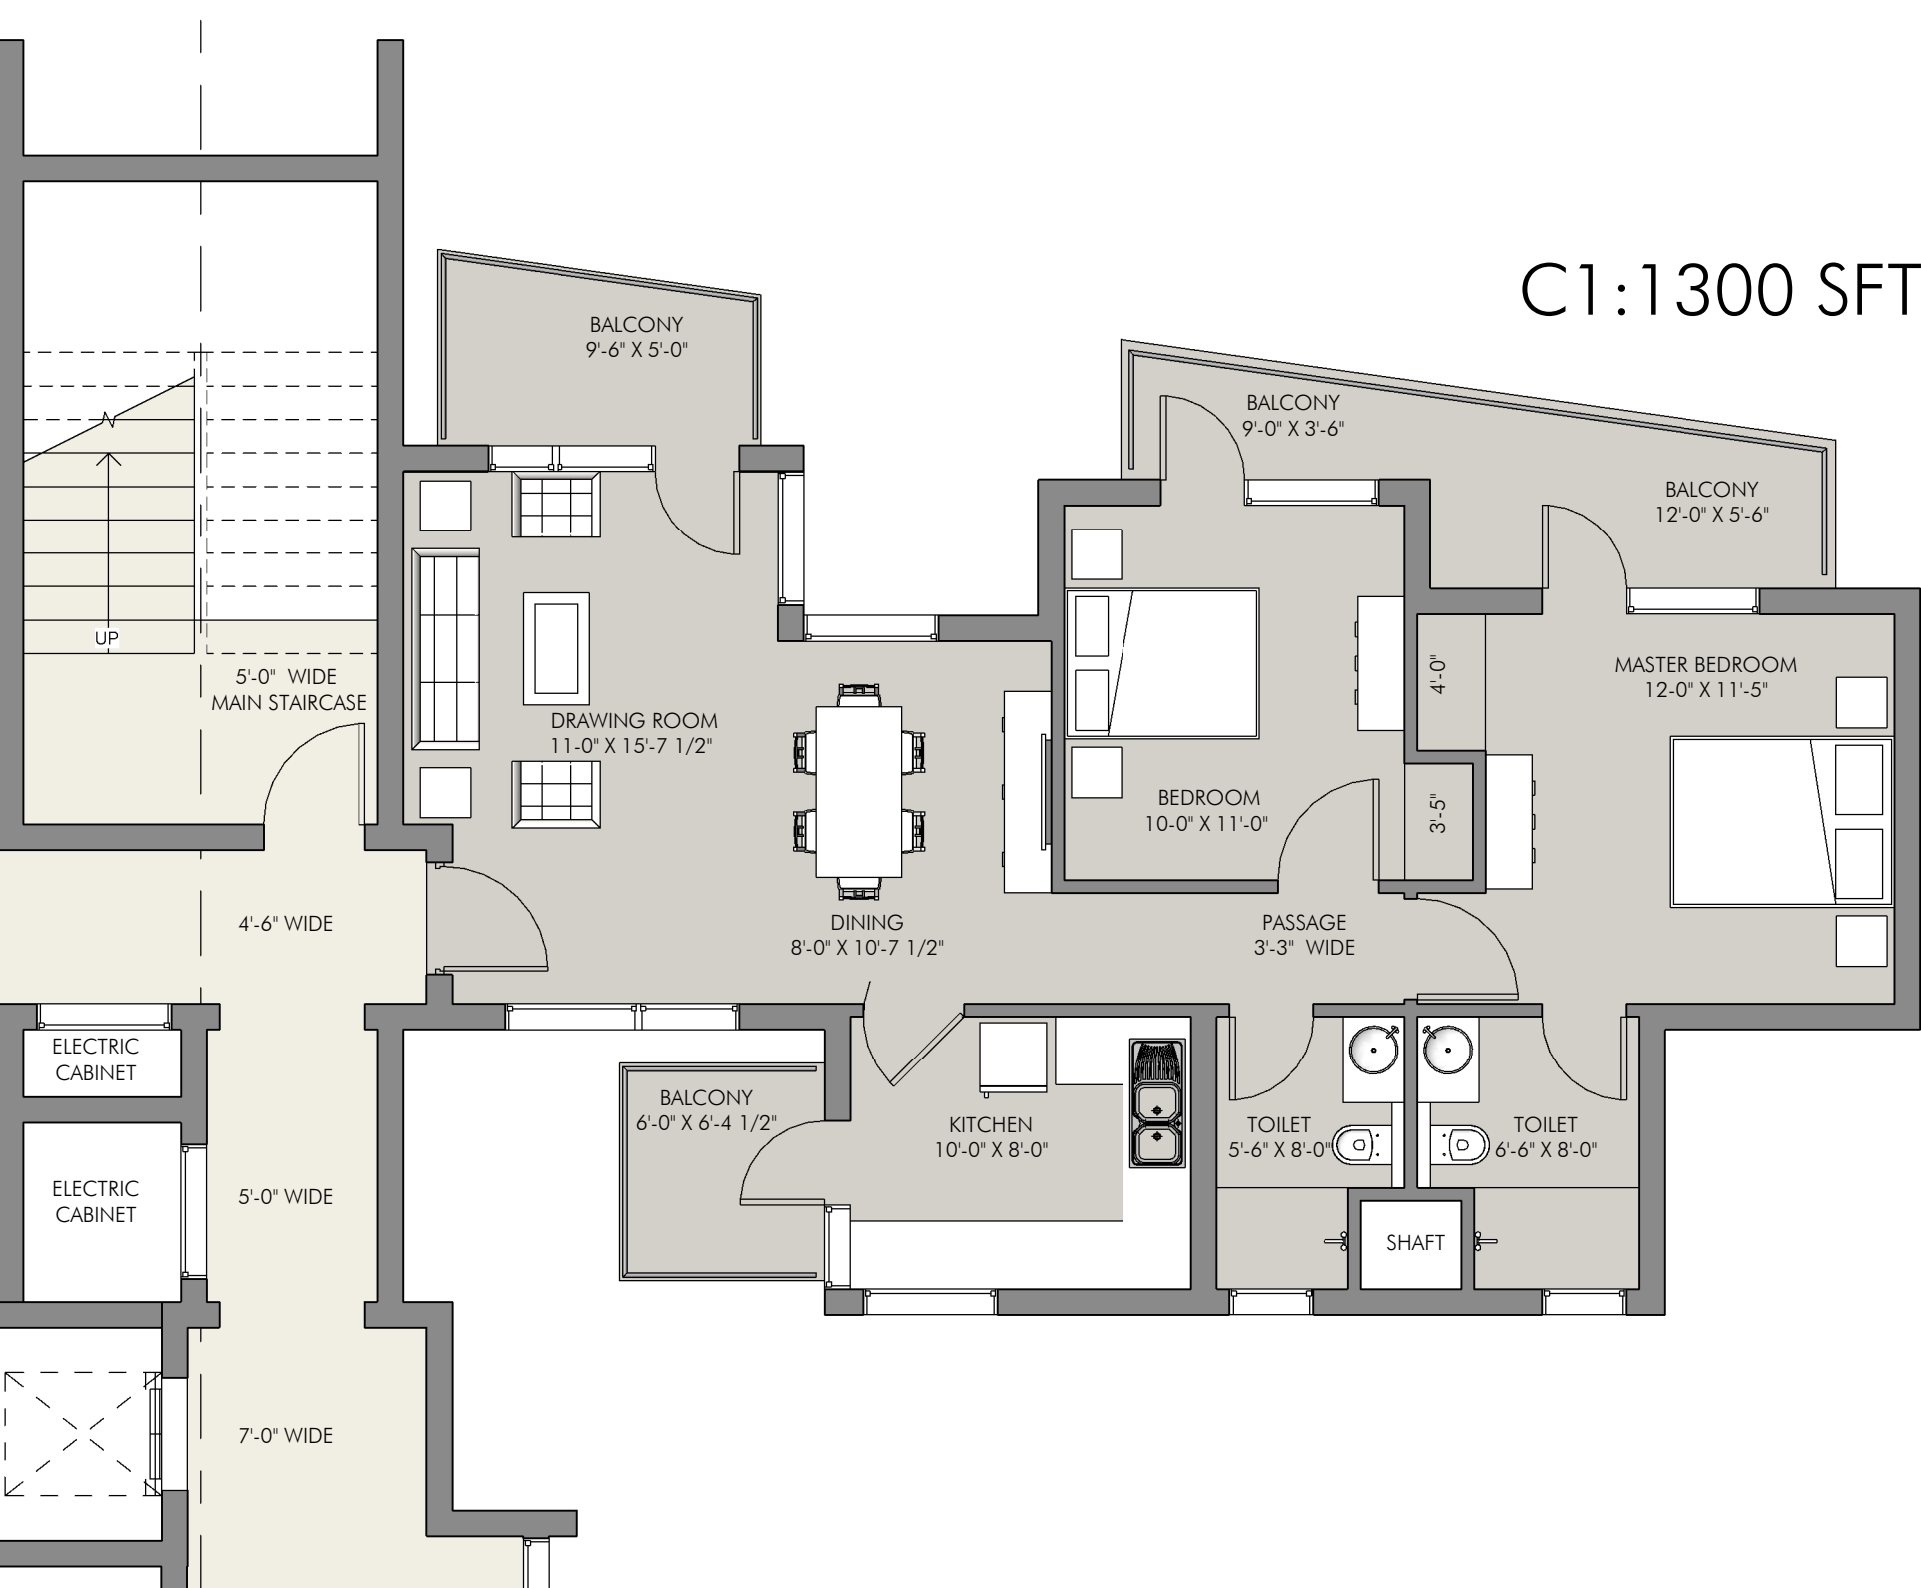 C1:1300 SFT
BALCONY
9'-6" X 5'-0"
BALCONY
9'-0" X 3'-6"
BALCONY
12'-0" X 5'-6"
UP
5'-0" WIDE
MAIN STAIRCASE
DRAWING ROOM
11-0" X 15'-7 1/2"
BEDROOM
10-0" X 11'-0"
4'-0"
3'-5"
MASTER BEDROOM
12-0" X 11'-5"
4'-6" WIDE
DINING
8'-0" X 10'-7 1/2"
PASSAGE
3'-3" WIDE
ELECTRIC
CABINET
BALCONY
6'-0" X 6'-4 1/2"
KITCHEN
10'-0" X 8'-0"
TOILET
5'-6" X 8'-0"
TOILET
6'-6" X 8'-0"
ELECTRIC
CABINET
5'-0" WIDE
SHAFT
7'-0" WIDE